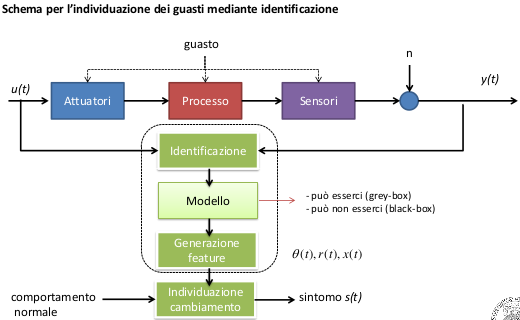 Schema per l'individuazione dei guasti mediante identificazione
guasto
n
u(t)
y(t)
Attuatori
Processo
Sensori
Identificazione
Modello
- può esserci (grey-box)
- può non esserci (black-box)
Generazione
feature
θ(t), r(t), x(t)
comportamento
normale
Individuazione
cambiamento
sintomo s(t)